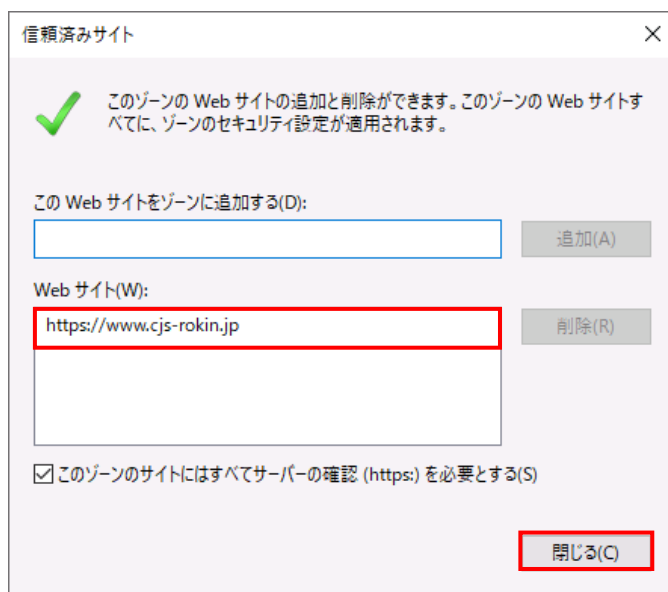 信頼済みサイト
このゾーンの Web サイトの追加と削除ができます。このゾーンの Web サイトす
べてに、ゾーンのセキュリティ設定が適用されます。
この Web サイトをゾーンに追加する(D):
追加(A)
Web サイト(W):
https://www.cjs-rokin.jp
削除(R)
このゾーンのサイトにはすべてサーバーの確認 (https:) を必要とする(S)
閉じる(C)